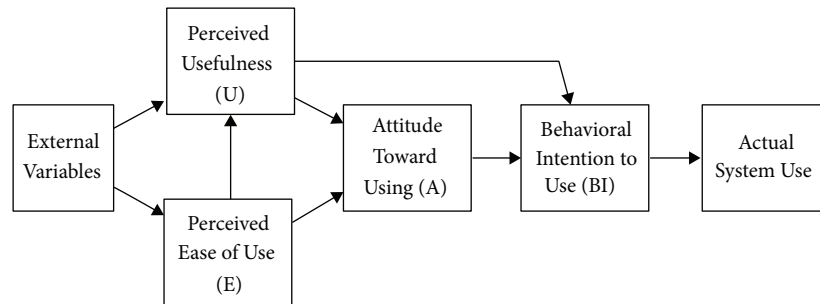 External
Variables
Perceived
Usefulness
(U)
Perceived
Ease of Use
(E)
Attitude
Toward
Using (A)
Behavioral
Intention to
Use (BI)
Actual
System Use